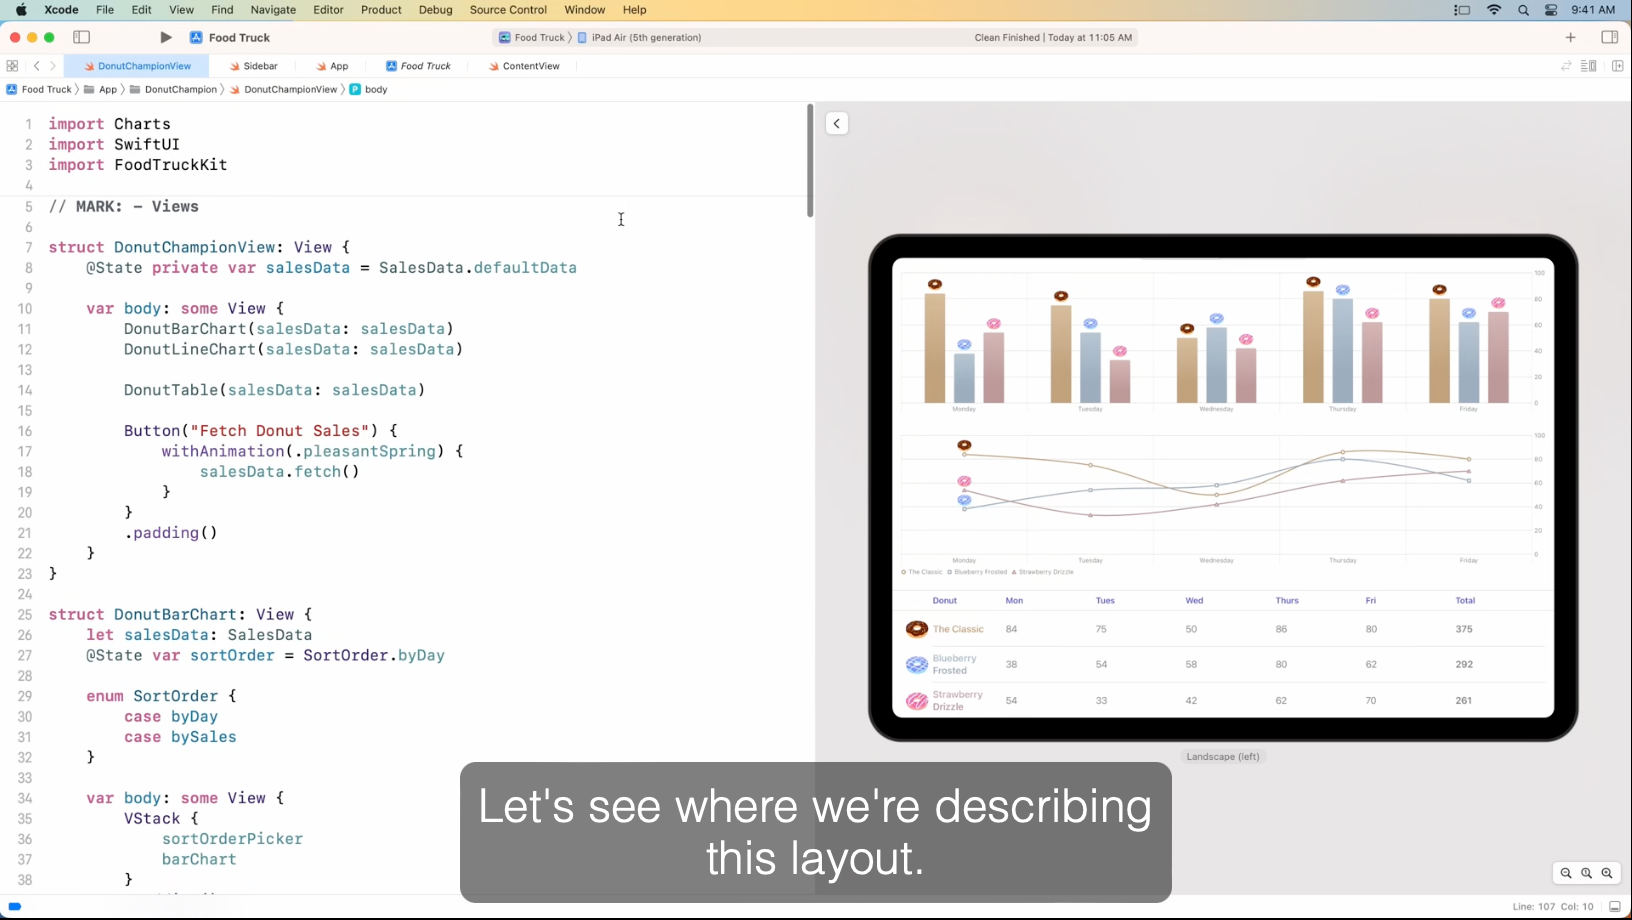 Xcode File Edit View Find Navigate Editor Product Debug Source Control Window Help 9:41 AM
Food Truck
Food Truck 〉 iPad Air (5th generation) Clean Finished | Today at 11:05 AM
DonutChampionView Sidebar App Food Truck ContentView
Food Truck 〉 App 〉 DonutChampion 〉 DonutChampionView 〉 P body
1 import Charts
2 import SwiftUI
3 import FoodTruckKit
4
5 // MARK: - Views
6
7 struct DonutChampionView: View {
8 @State private var salesData = SalesData.defaultData
9
10 var body: some View {
11 DonutBarChart(salesData: salesData)
12 DonutLineChart(salesData: salesData)
13
14 DonutTable(salesData: salesData)
15
16 Button("Fetch Donut Sales") {
17 withAnimation(.pleasantSpring) {
18 salesData.fetch()
19 }
20 }
21 .padding()
22 }
23 }
24
25 struct DonutBarChart: View {
26 let salesData: SalesData
27 @State var sortOrder = SortOrder.byDay
28
29 enum SortOrder {
30 case byDay
31 case bySales
32 }
33
34 var body: some View {
35 VStack {
36 sortOrderPicker
37 barChart
38 }
100
80
60
40
20
0
Monday Tuesday Wednesday Thursday Friday
100
80
60
40
20
0
Monday Tuesday Wednesday Thursday Friday
The Classic Blueberry Frosted Strawberry Drizzle
Donut Mon Tues Wed Thurs Fri Total
The Classic 84 75 50 86 80 375
Blueberry Frosted 38 54 58 80 62 292
Strawberry Drizzle 54 33 42 62 70 261
Landscape (left)
Let's see where we're describing
this layout.
Line: 107 Col: 10